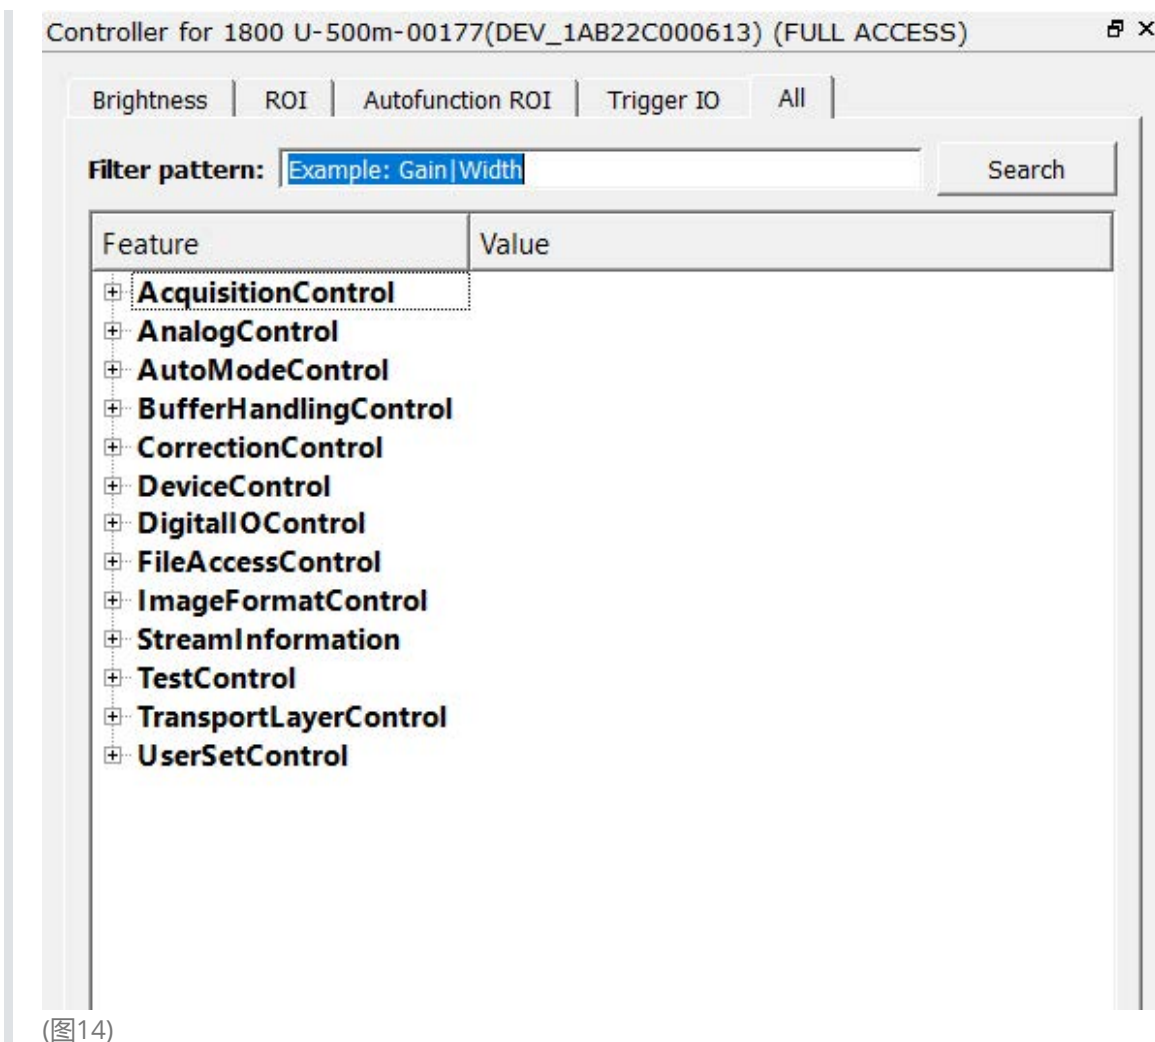 Controller for 1800 U-500m-00177(DEV_1AB22C000613) (FULL ACCESS)
Brightness ROI Autofunction ROI Trigger IO All
Filter pattern: Example: Gain|Width Search
Feature Value
AcquisitionControl
AnalogControl
AutoModeControl
BufferHandlingControl
CorrectionControl
DeviceControl
DigitalIOControl
FileAccessControl
ImageFormatControl
StreamInformation
TestControl
TransportLayerControl
UserSetControl
(图14)